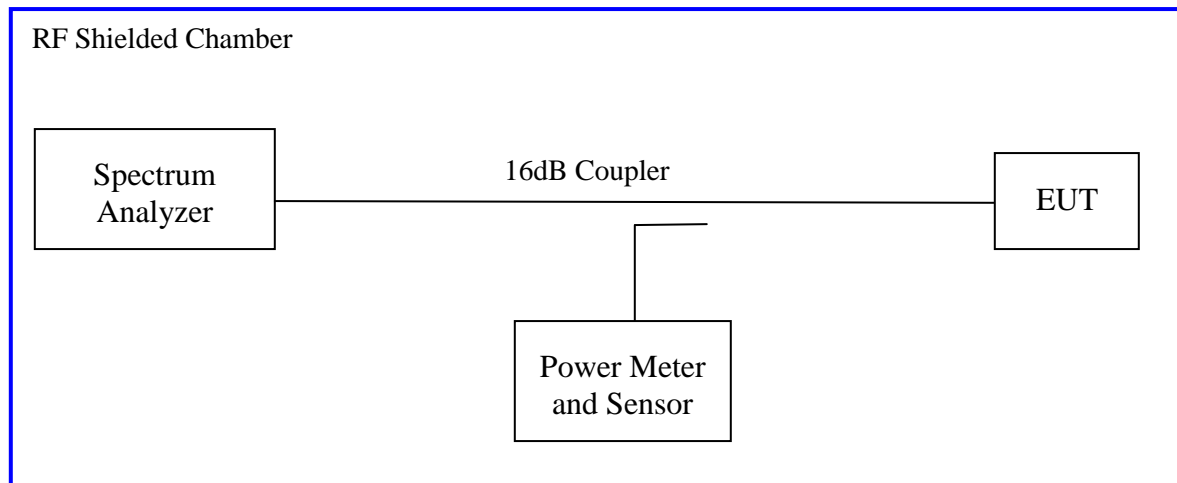 RF Shielded Chamber
Spectrum
Analyzer
16dB Coupler
EUT
Power Meter
and Sensor